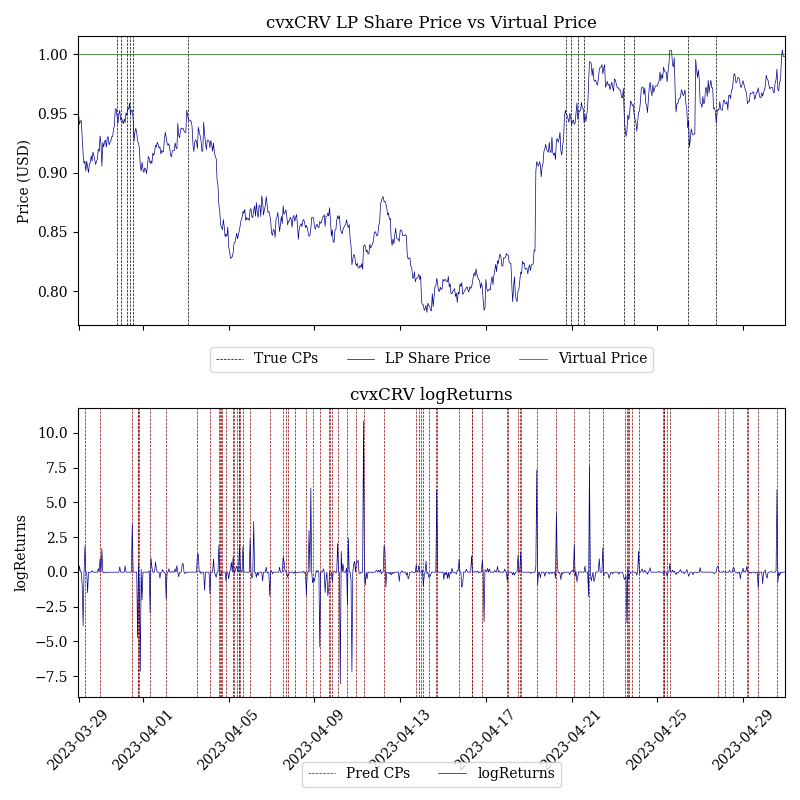 cvxCRV LP Share Price vs Virtual Price
1.00
0.95
0.90
0.85
0.80
Price (USD)
True CPs LP Share Price Virtual Price
cvxCRV logReturns
10.0
7.5
5.0
2.5
0.0
−2.5
−5.0
−7.5
logReturns
2023-03-29 2023-04-01 2023-04-05 2023-04-09 2023-04-13 2023-04-17 2023-04-21 2023-04-25 2023-04-29
Pred CPs logReturns